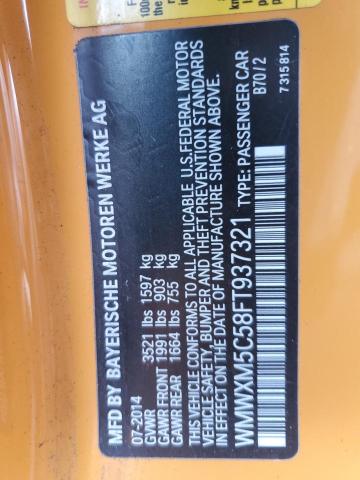 MFD BY BAYERISCHE MOTOREN WERKE AG
07-2014
GVWR 3521 lbs 1597 kg
GAWR FRONT 1991 lbs 903 kg
GAWR REAR 1664 lbs 755 kg
THIS VEHICLE CONFORMS TO ALL APPLICABLE U.S. FEDERAL MOTOR
VEHICLE SAFETY, BUMPER AND THEFT PREVENTION STANDARDS
IN EFFECT ON DATE OF MANUFACTURE SHOWN ABOVE.
WMWXM5C58FT937321 TYPE: PASSENGER CAR
B70/2
7 315 814